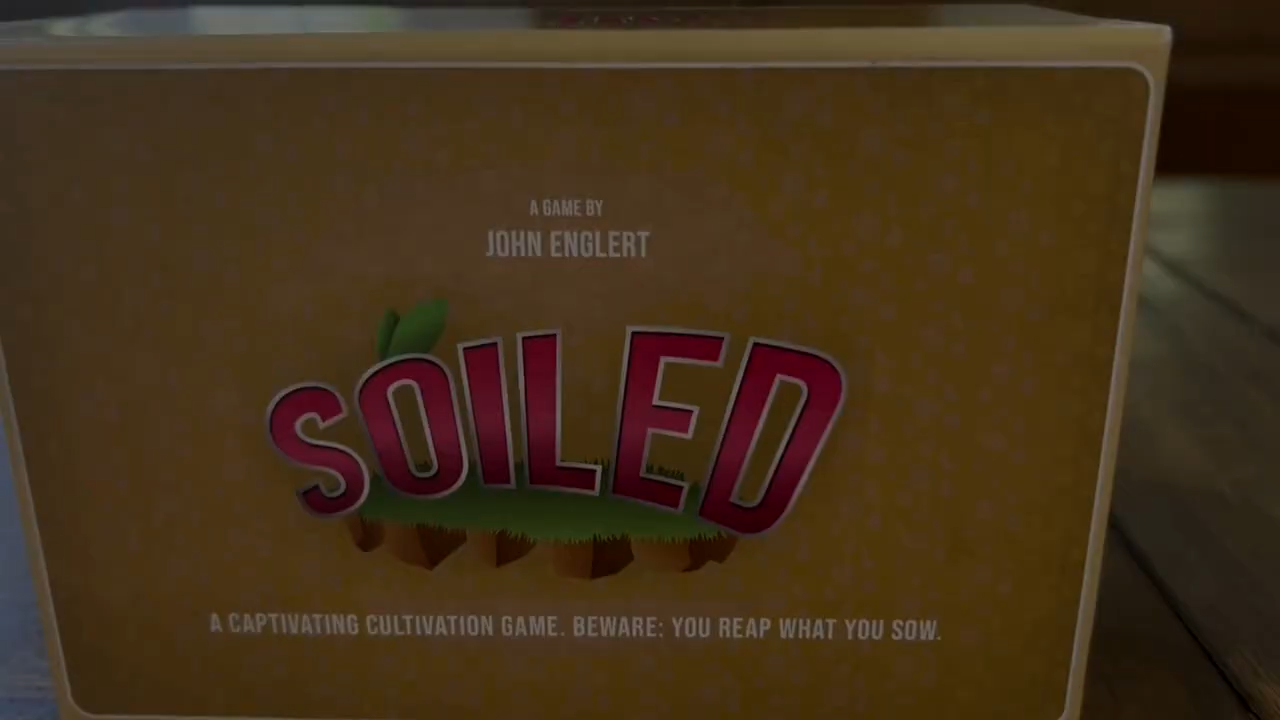 A GAME BY
JOHN ENGLERT
SOILED
A CAPTIVATING CULTIVATION GAME. BEWARE: YOU REAP WHAT YOU SOW.